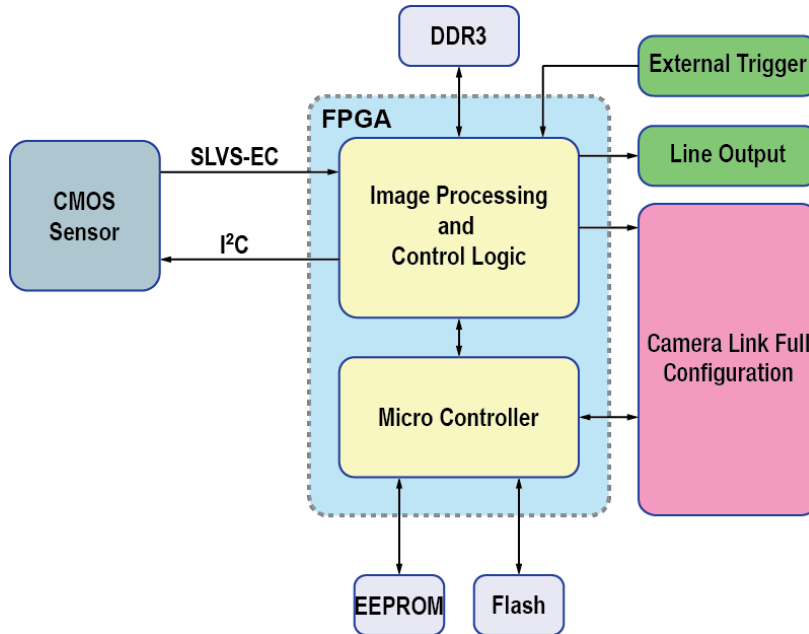 DDR3
External Trigger
FPGA
Line Output
SLVS-EC
CMOS
Sensor
Image Processing
and
Control Logic
I²C
Camera Link Full
Configuration
Micro Controller
EEPROM
Flash